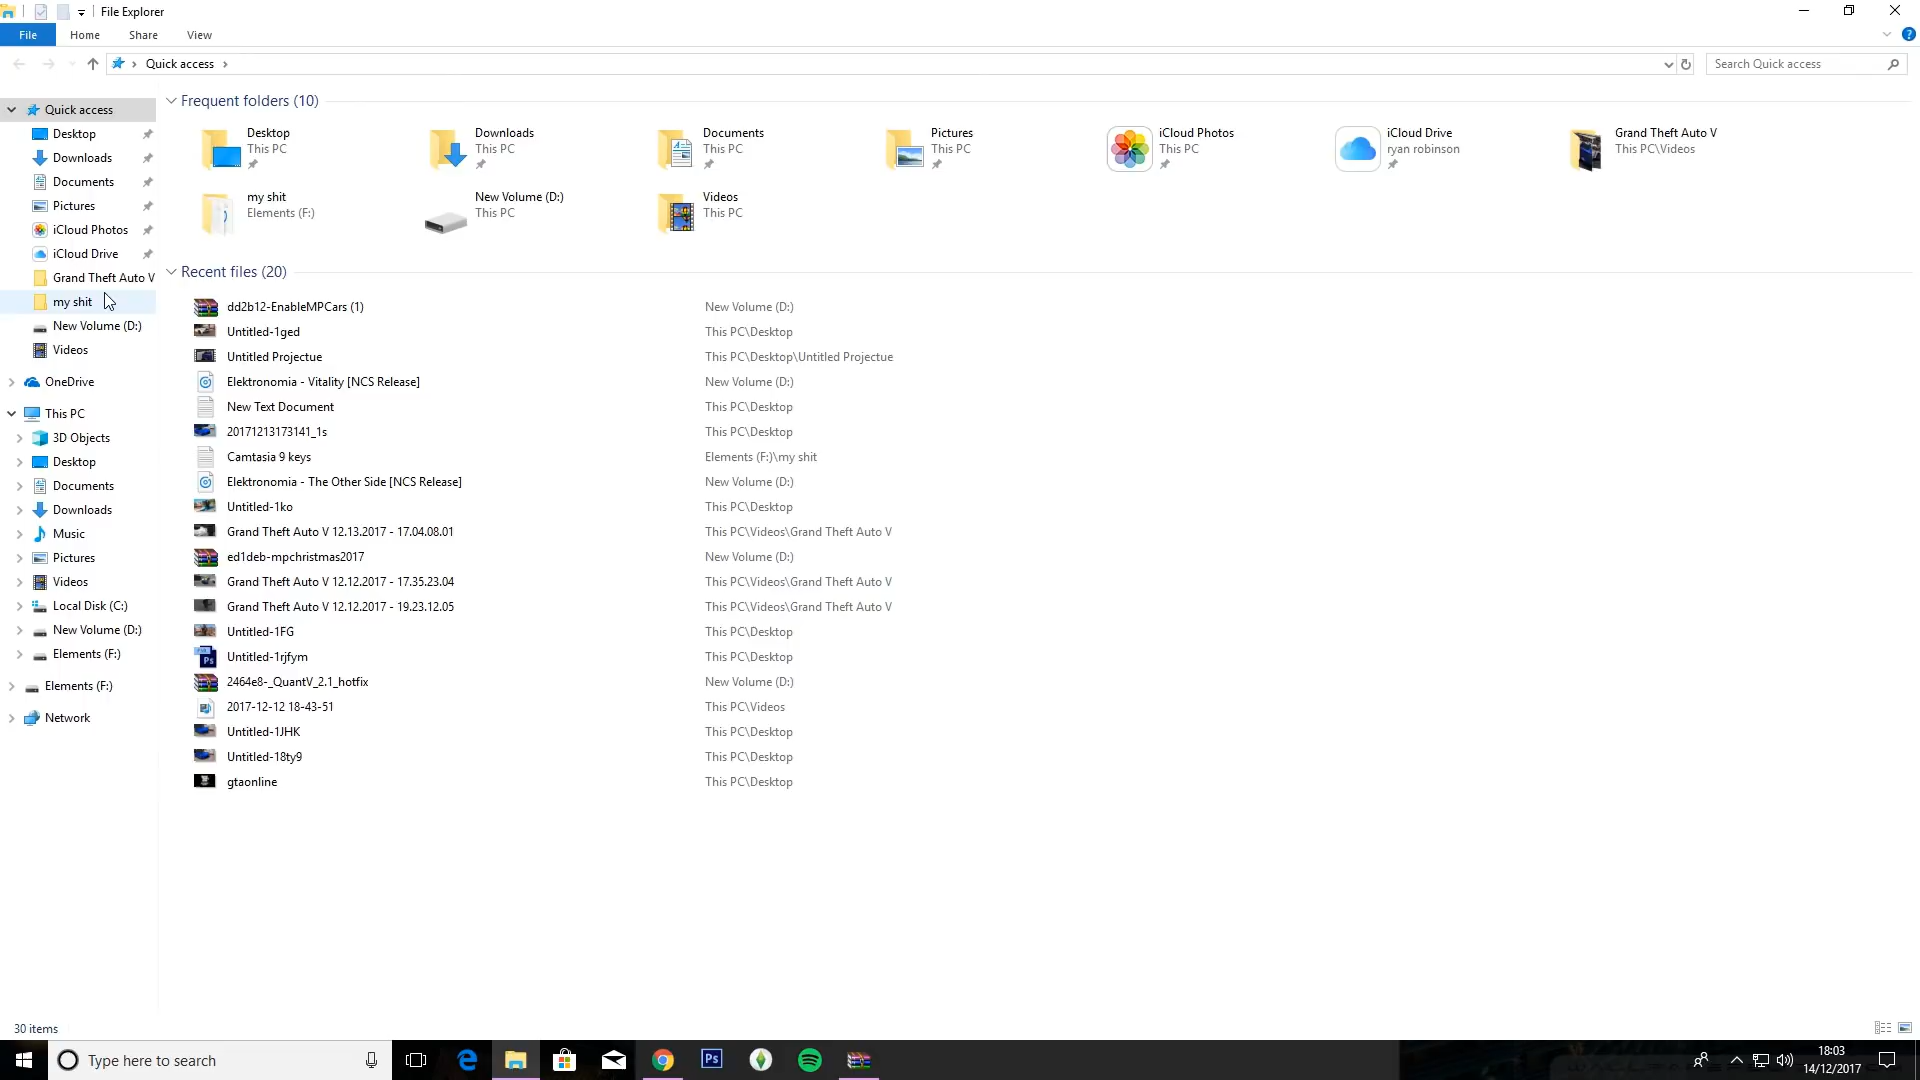 File Explorer
File Home Share View
Quick access
Search Quick access
Quick access
Desktop
Downloads
Documents
Pictures
iCloud Photos
iCloud Drive
Grand Theft Auto V
my shit
New Volume (D:)
Videos
OneDrive
This PC
3D Objects
Desktop
Documents
Downloads
Music
Pictures
Videos
Local Disk (C:)
New Volume (D:)
Elements (F:)
Elements (F:)
Network
Frequent folders (10)
Desktop
This PC
Downloads
This PC
Documents
This PC
Pictures
This PC
iCloud Photos
This PC
iCloud Drive
ryan robinson
Grand Theft Auto V
This PC\Videos
my shit
Elements (F:)
New Volume (D:)
This PC
Videos
This PC
Recent files (20)
dd2b12-EnableMPCars (1) New Volume (D:)
Untitled-1ged This PC\Desktop
Untitled Projectue This PC\Desktop\Untitled Projectue
Elektronomia - Vitality [NCS Release] New Volume (D:)
New Text Document This PC\Desktop
20171213173141_1s This PC\Desktop
Camtasia 9 keys Elements (F:)\my shit
Elektronomia - The Other Side [NCS Release] New Volume (D:)
Untitled-1ko This PC\Desktop
Grand Theft Auto V 12.13.2017 - 17.04.08.01 This PC\Videos\Grand Theft Auto V
ed1deb-mpchristmas2017 New Volume (D:)
Grand Theft Auto V 12.12.2017 - 17.35.23.04 This PC\Videos\Grand Theft Auto V
Grand Theft Auto V 12.12.2017 - 19.23.12.05 This PC\Videos\Grand Theft Auto V
Untitled-1FG This PC\Desktop
Untitled-1rjfym This PC\Desktop
2464e8-_QuantV_2.1_hotfix New Volume (D:)
2017-12-12 18-43-51 This PC\Videos
Untitled-1JHK This PC\Desktop
Untitled-18ty9 This PC\Desktop
gtaonline This PC\Desktop
30 items
Type here to search
Ps
18:03
14/12/2017